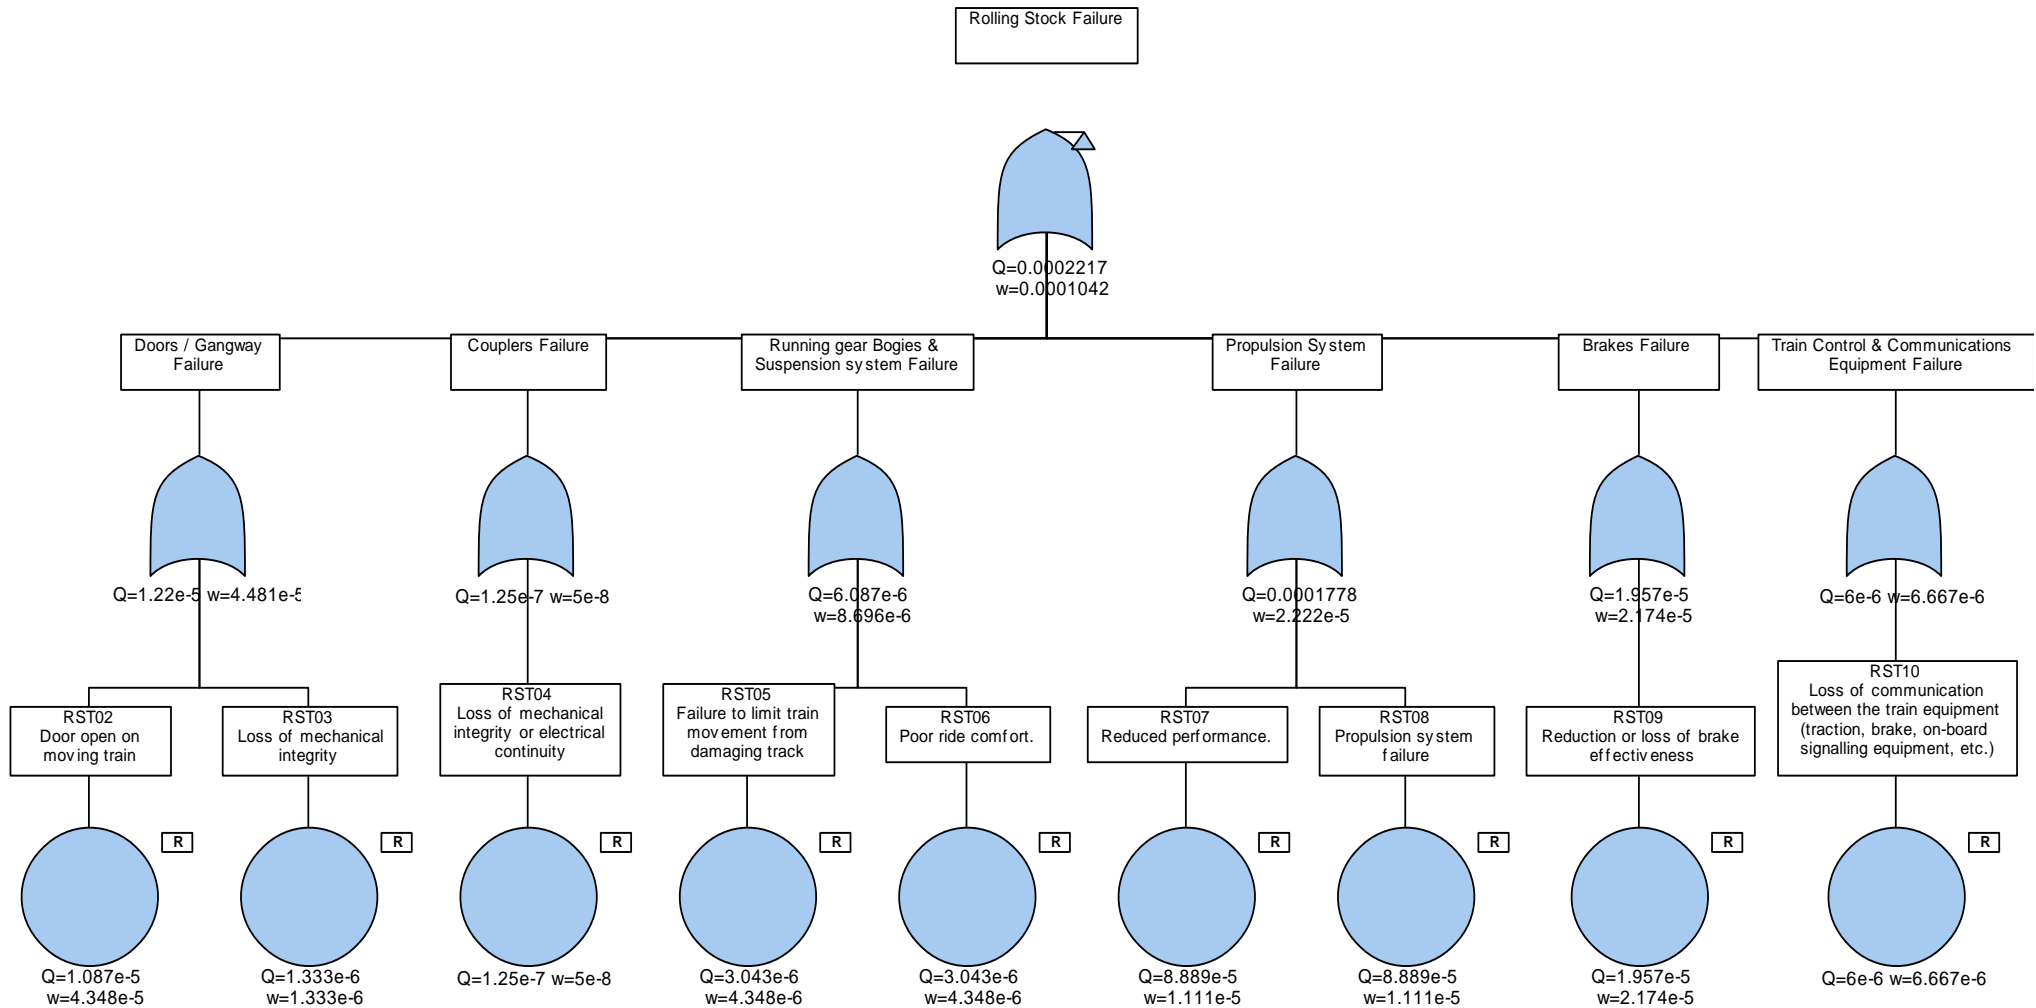 Rolling Stock Failure
Q=0.0002217
w=0.0001042
Doors / Gangway
Failure
Couplers Failure
Running gear Bogies &
Suspension system Failure
Propulsion System
Failure
Brakes Failure
Train Control & Communications
Equipment Failure
Q=1.22e-5 w=4.481e-5
Q=1.25e-7 w=5e-8
Q=6.087e-6
w=8.696e-6
Q=0.0001778
w=2.222e-5
Q=1.957e-5
w=2.174e-5
Q=6e-6 w=6.667e-6
RST02
Door open on
moving train
RST03
Loss of mechanical
integrity
RST04
Loss of mechanical
integrity or electrical
continuity
RST05
Failure to limit train
movement from
damaging track
RST06
Poor ride comfort.
RST07
Reduced performance.
RST08
Propulsion system
failure
RST09
Reduction or loss of brake
effectiveness
RST10
Loss of communication
between the train equipment
(traction, brake, on-board
signalling equipment, etc.)
R
R
R
R
R
R
R
R
R
Q=1.087e-5
w=4.348e-5
Q=1.333e-6
w=1.333e-6
Q=1.25e-7 w=5e-8
Q=3.043e-6
w=4.348e-6
Q=3.043e-6
w=4.348e-6
Q=8.889e-5
w=1.111e-5
Q=8.889e-5
w=1.111e-5
Q=1.957e-5
w=2.174e-5
Q=6e-6 w=6.667e-6